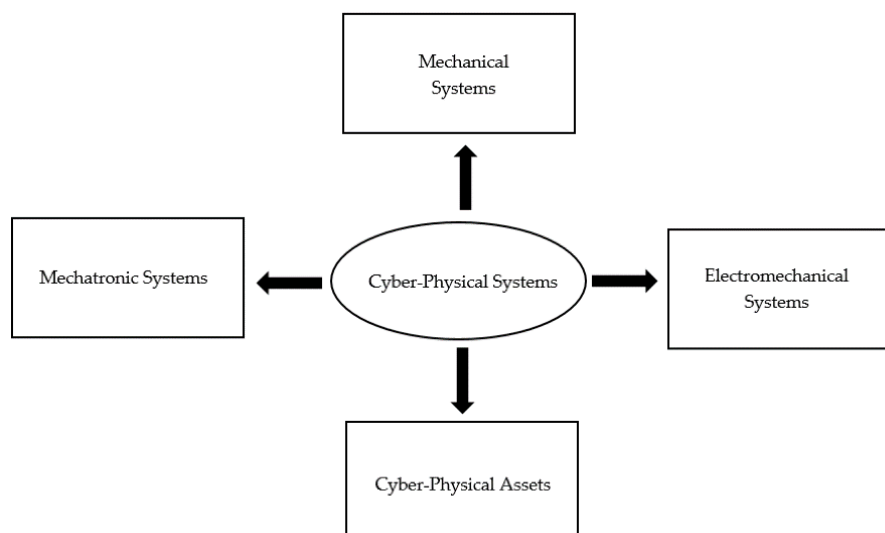 Mechanical
Systems
Mechatronic Systems
Cyber-Physical Systems
Electromechanical
Systems
Cyber-Physical Assets